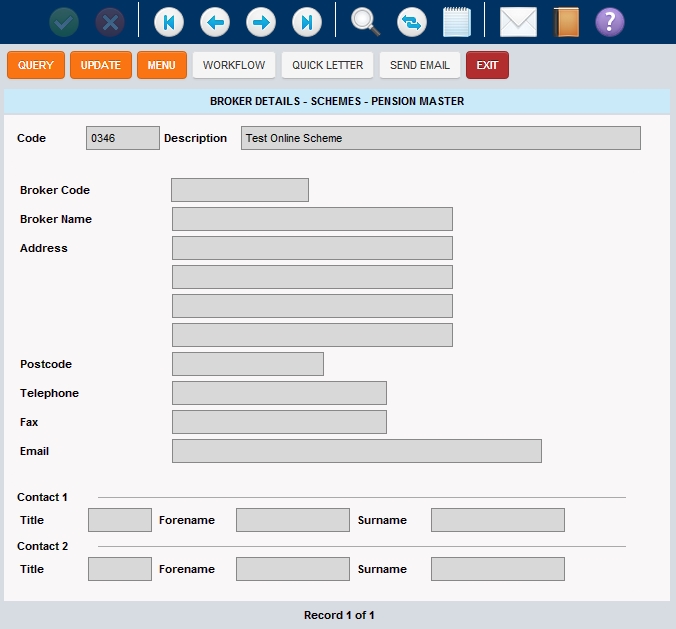 ?
QUERY UPDATE MENU WORKFLOW QUICK LETTER SEND EMAIL EXIT
BROKER DETAILS - SCHEMES - PENSION MASTER
Code 0346 Description Test Online Scheme
Broker Code
Broker Name
Address
Postcode
Telephone
Fax
Email
Contact 1
Title Forename Surname
Contact 2
Title Forename Surname
Record 1 of 1